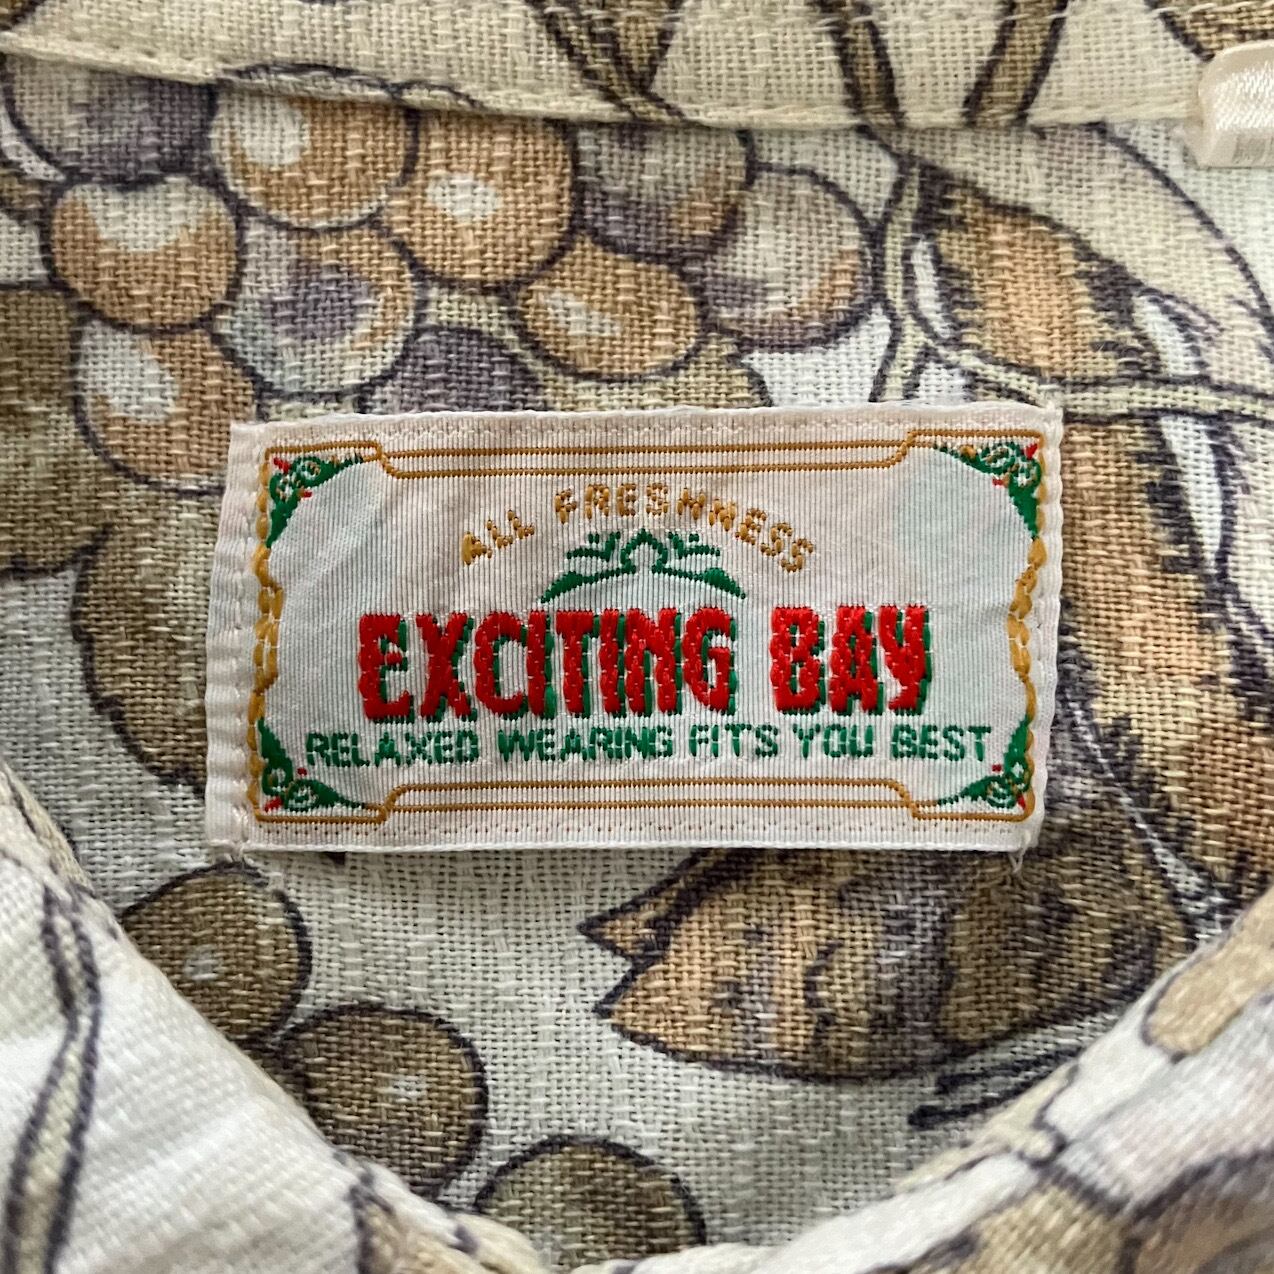 ALL FRESHNESS
EXCITING BAY
RELAXED WEARING FITS YOU BEST